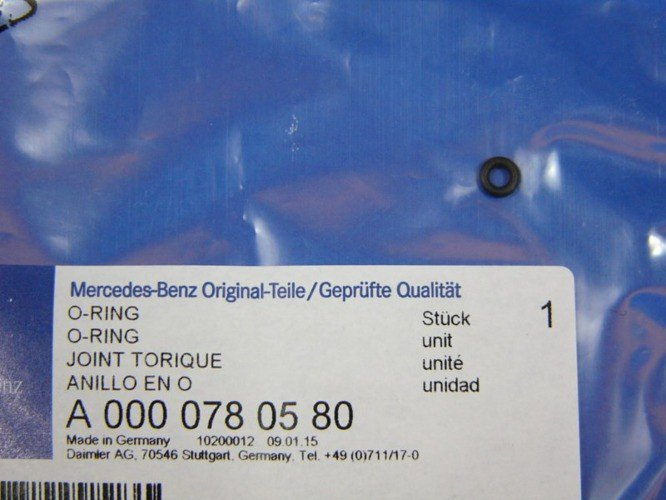 Mercedes-Benz Original-Teile/Geprüfte Qualität
O-RING Stück 1
O-RING unit
JOINT TORIQUE unité
ANILLO EN O unidad
nz
A 000 078 05 80
Made in Germany 10200012 09.01.15
Daimler AG, 70546 Stuttgart, Germany, Tel. +49 (0)711/17-0